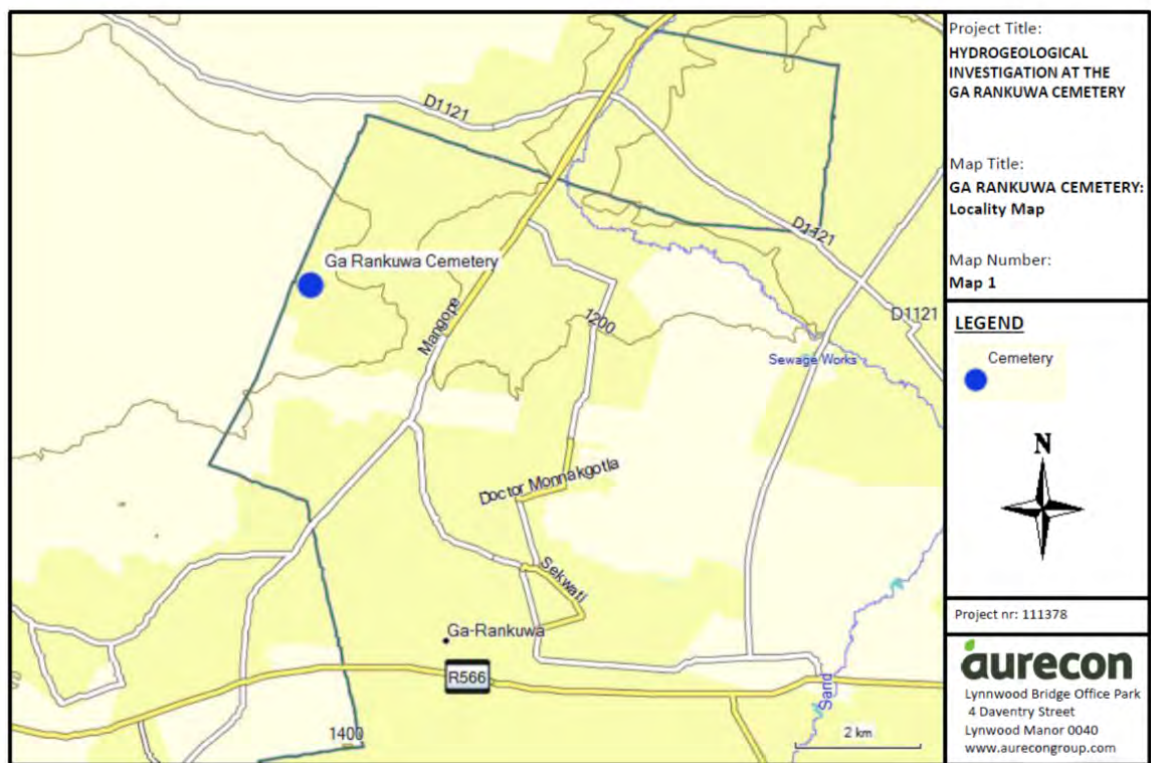 D1121
Ga Rankuwa Cemetery
Mangope
1200
D1121
D1121
Sewage Works
Doctor Monnakgotla
Sekwati
Ga-Rankuwa
R566
Sand
1400
2 km
Project Title:
HYDROGEOLOGICAL
INVESTIGATION AT THE
GA RANKUWA CEMETERY
Map Title:
GA RANKUWA CEMETERY:
Locality Map
Map Number:
Map 1
LEGEND
Cemetery
N
Project nr: 111378
aurecon
Lynnwood Bridge Office Park
4 Daventry Street
Lynwood Manor 0040
www.aurecongroup.com